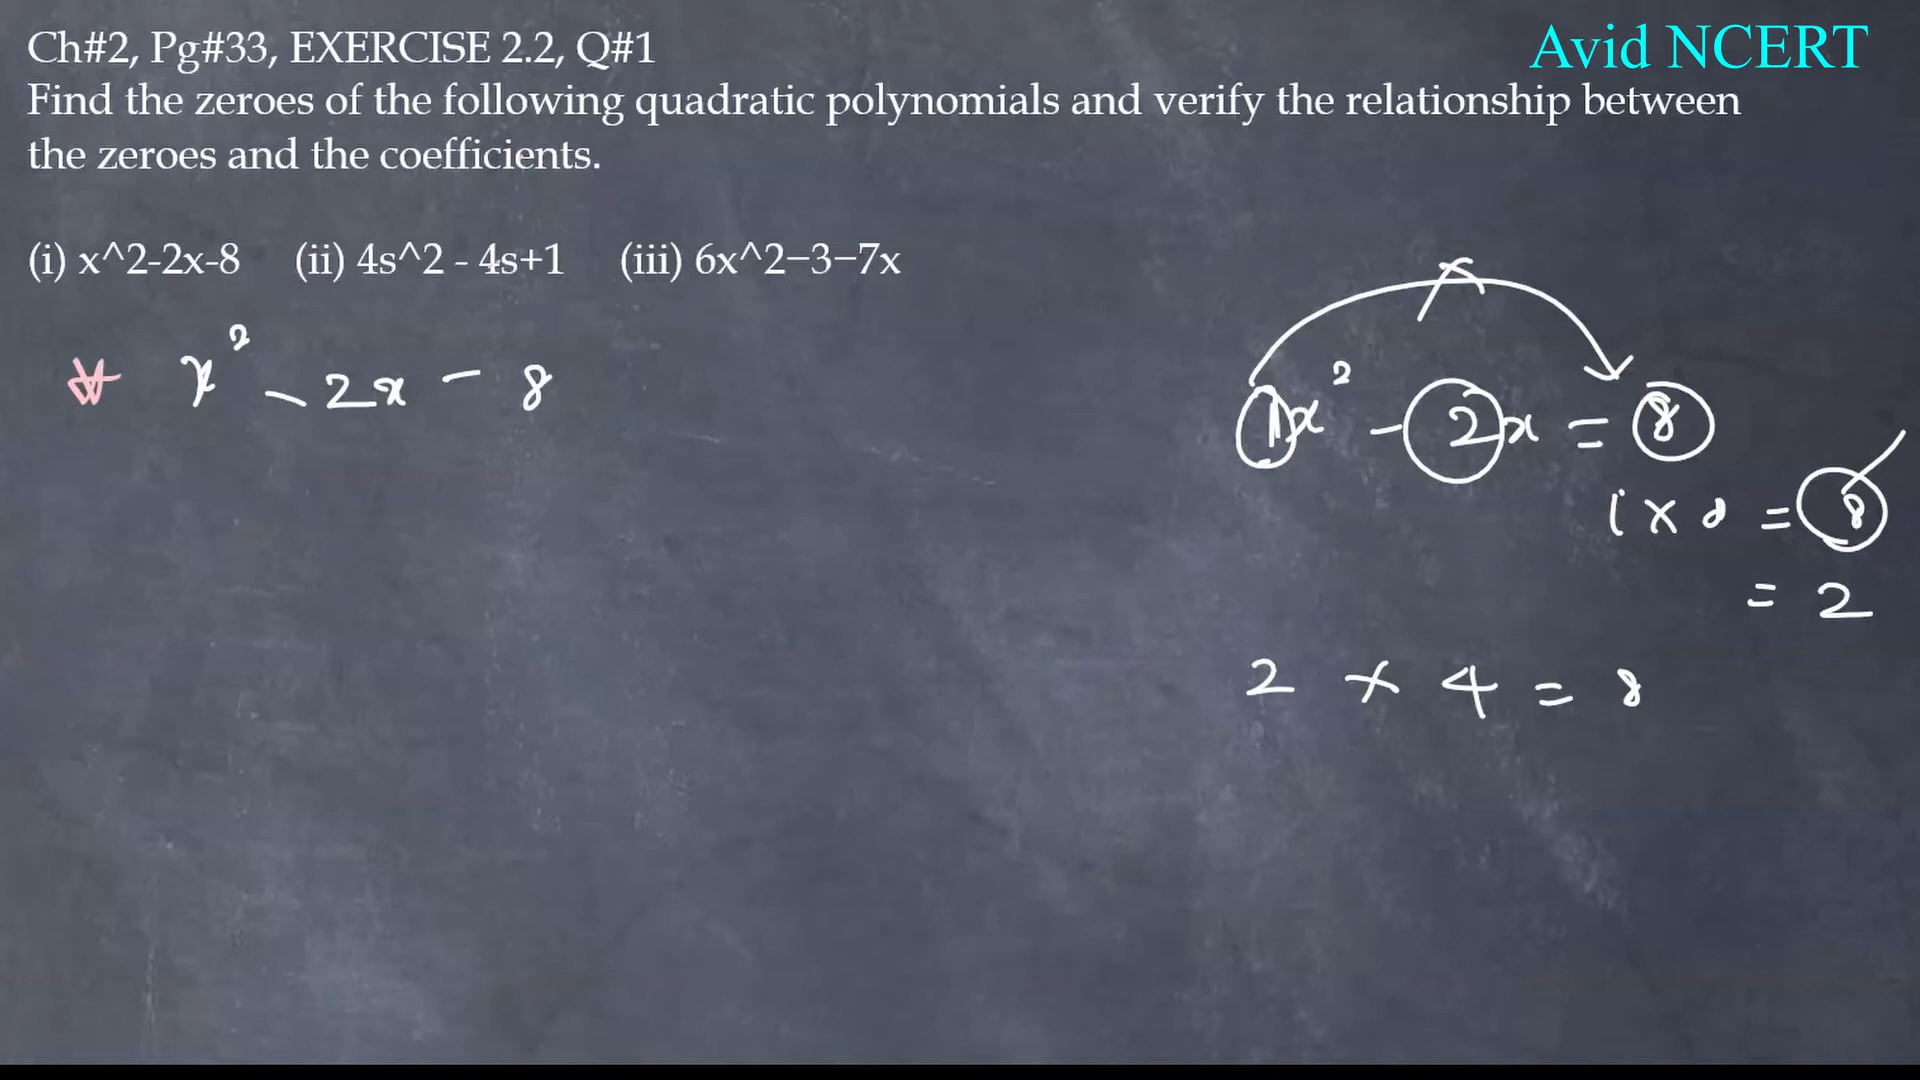 Ch#2, Pg#33, EXERCISE 2.2, Q#1
Avid NCERT
Find the zeroes of the following quadratic polynomials and verify the relationship between
the zeroes and the coefficients.
(i) x^2-2x-8 (ii) 4s^2 - 4s+1 (iii) 6x^2−3−7x
x² - 2x - 8
1x² - 2x = 8
1 x 8 = 8
= 2
2 x 4 = 8